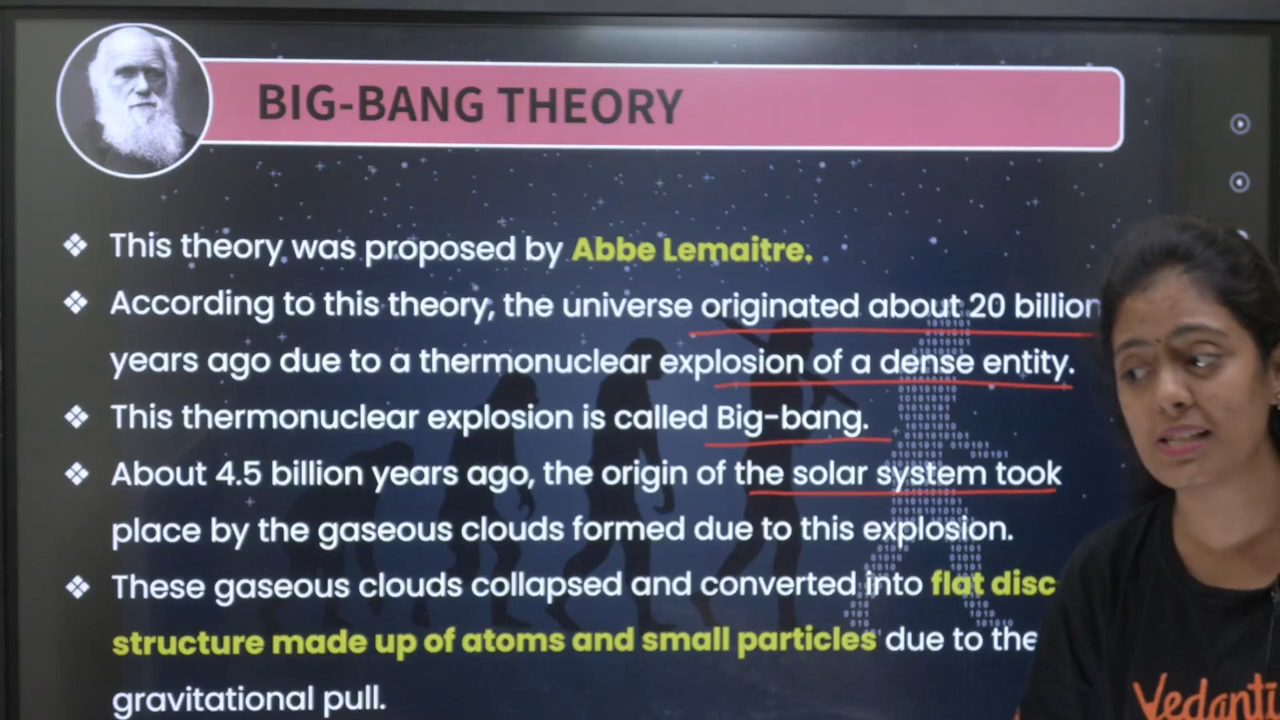 BIG-BANG THEORY
❖ This theory was proposed by Abbe Lemaitre.
❖ According to this theory, the universe originated about 20 billion
years ago due to a thermonuclear explosion of a dense entity.
❖ This thermonuclear explosion is called Big-bang.
❖ About 4.5 billion years ago, the origin of the solar system took
place by the gaseous clouds formed due to this explosion.
❖ These gaseous clouds collapsed and converted into flat disc
structure made up of atoms and small particles due to the
gravitational pull.
Vedantu